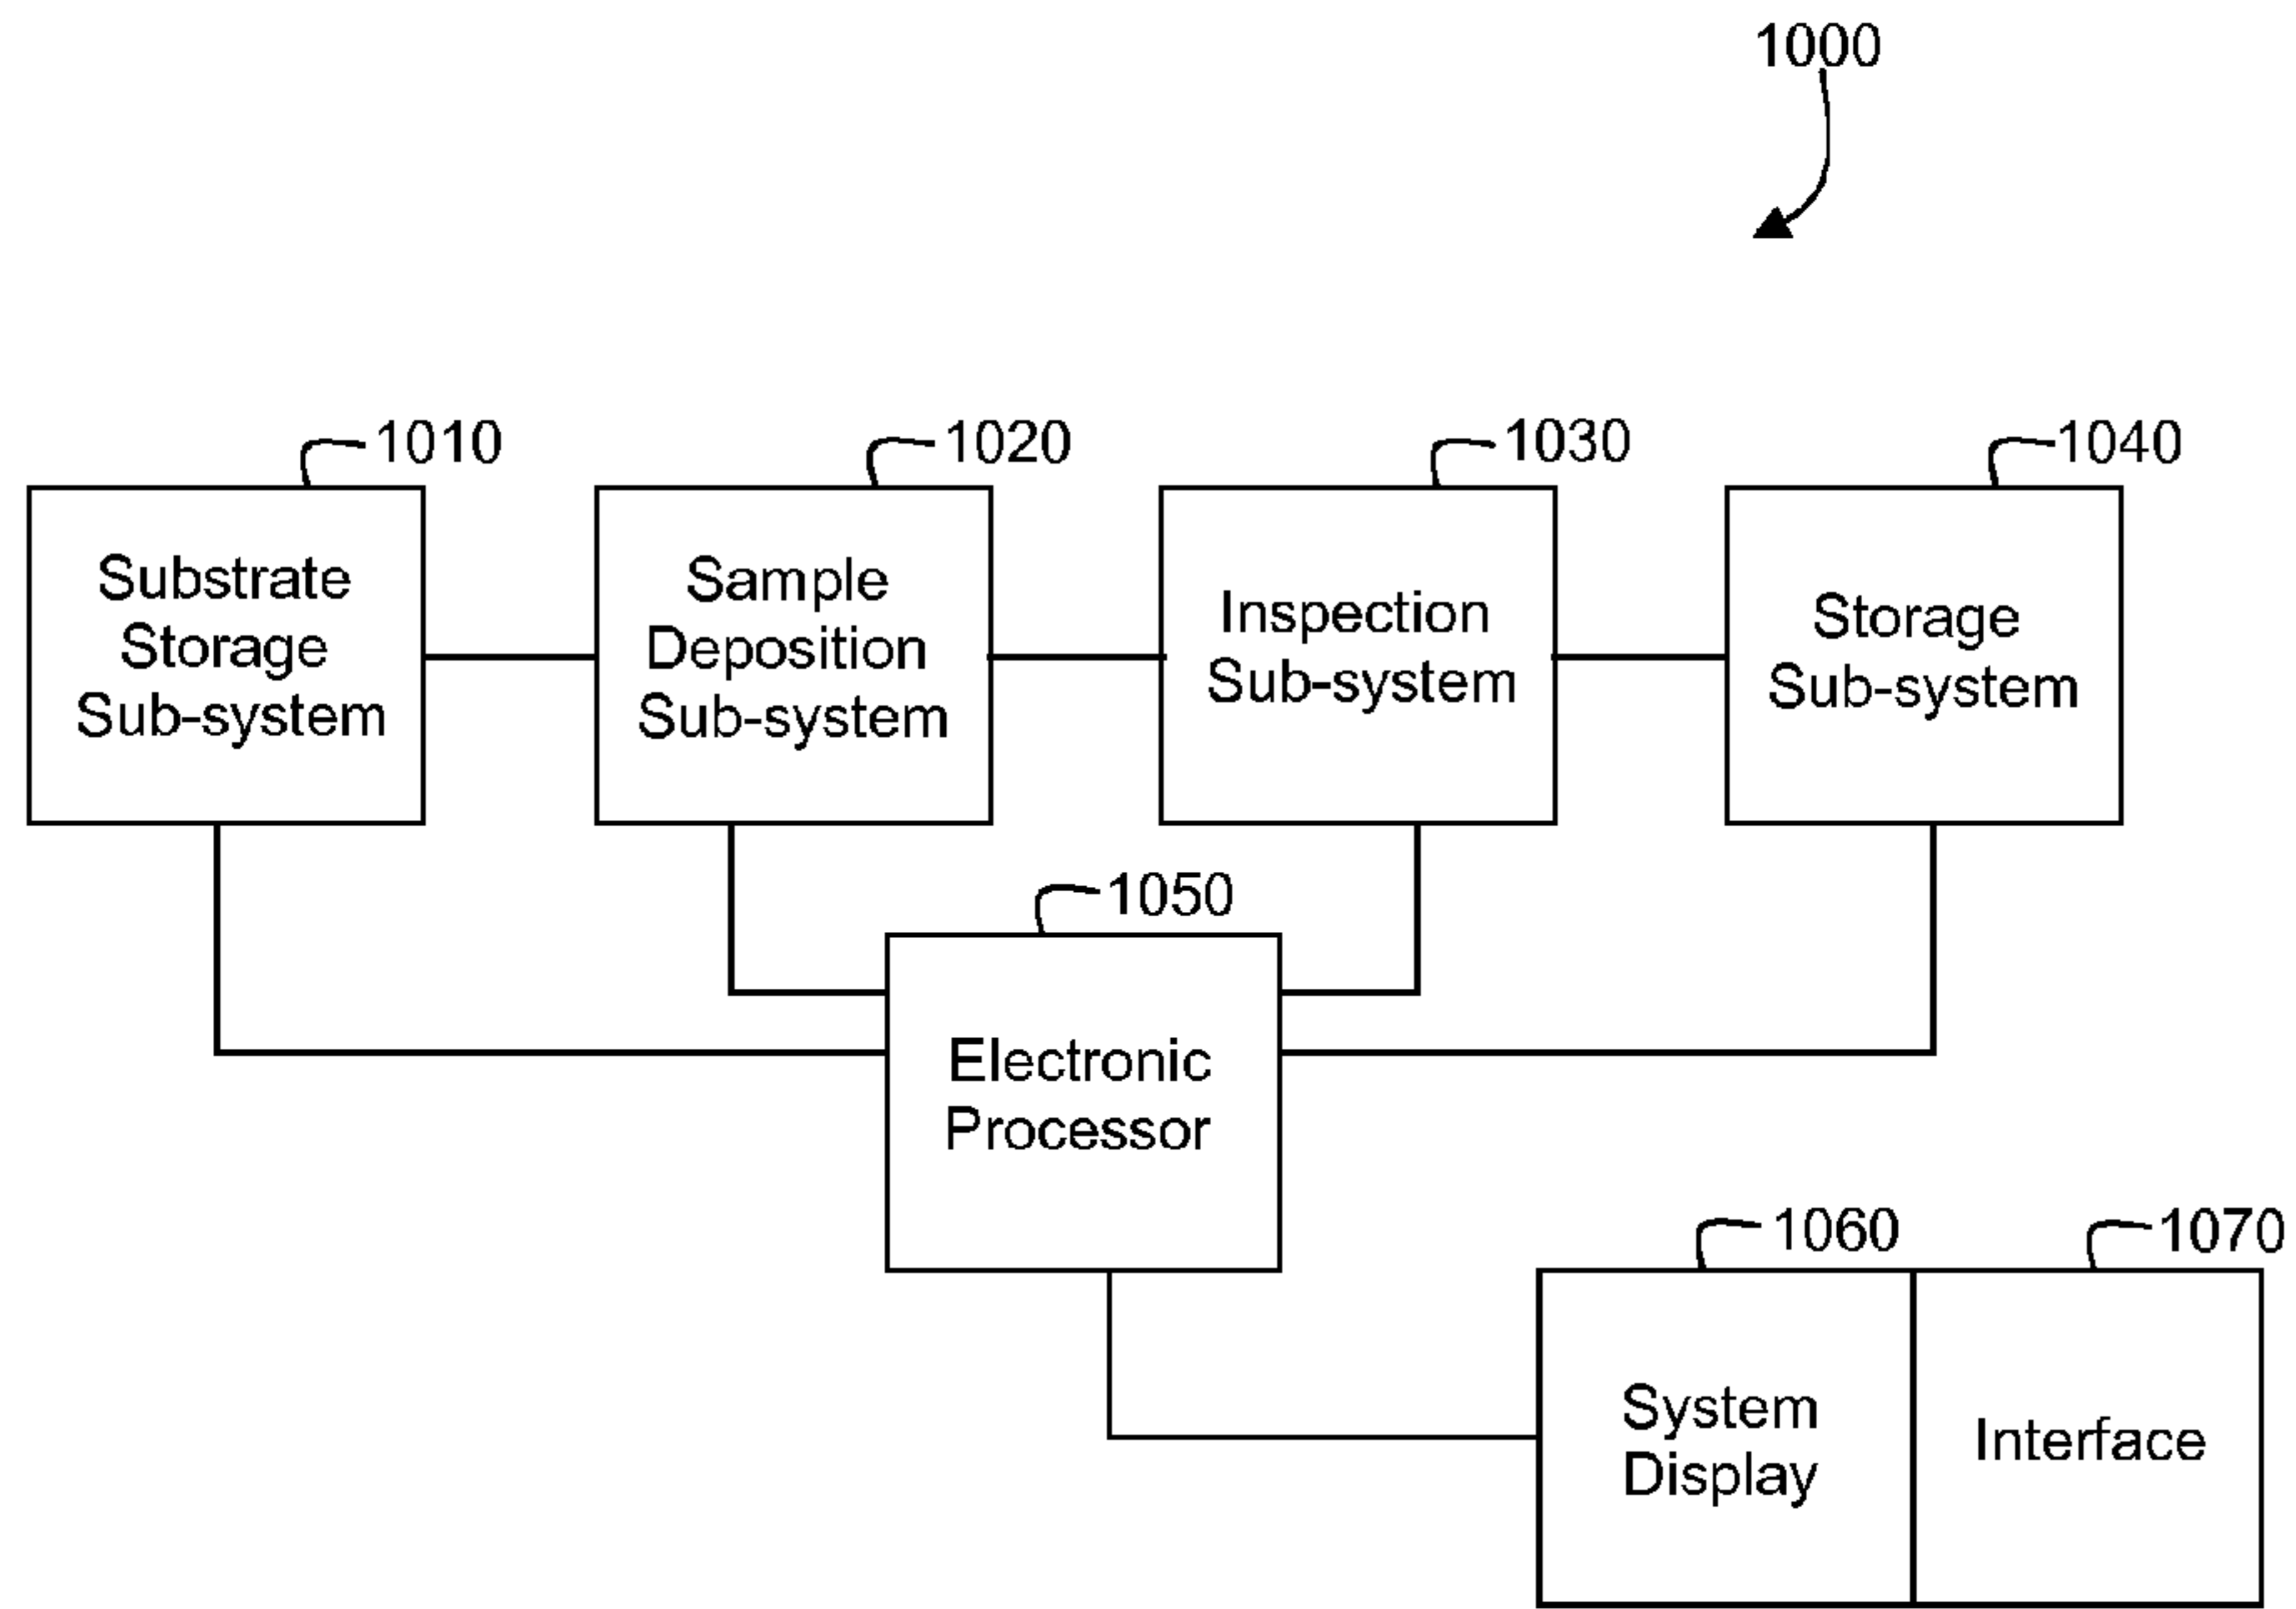 1000
1010
1020
1030
1040
Substrate
Storage
Sub-system
Sample
Deposition
Sub-system
Inspection
Sub-system
Storage
Sub-system
1050
Electronic
Processor
1060
1070
System
Display
Interface